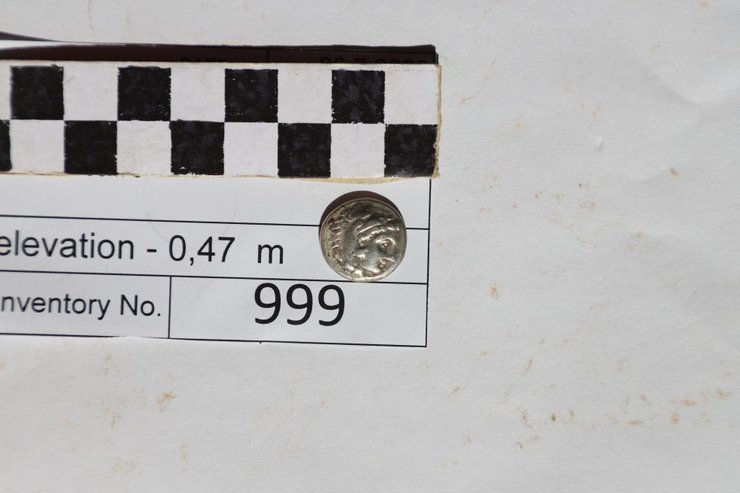 elevation - 0,47 m
nventory No. 999